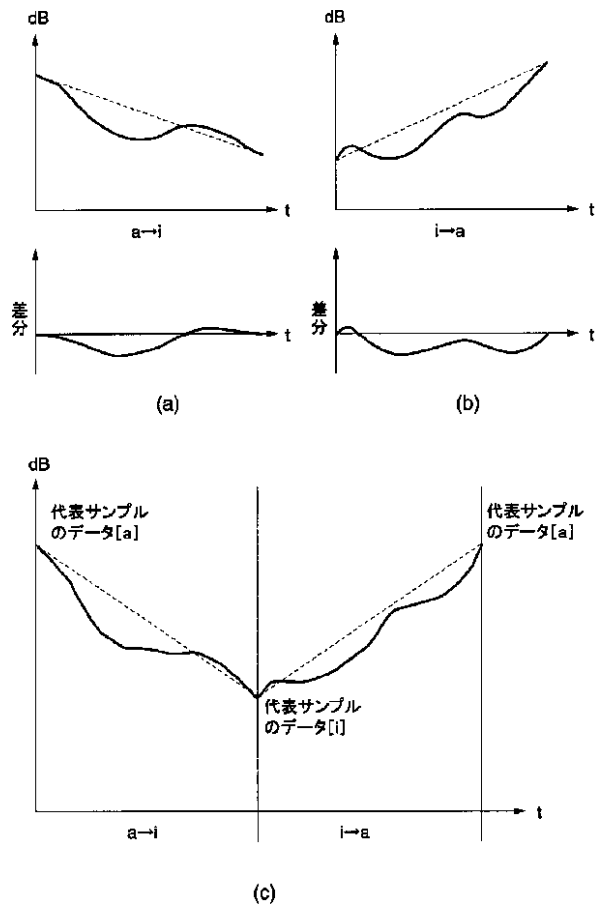 dB
dB
t
t
a→i
i→a
差分
t
差分
t
(a)
(b)
dB
代表サンプル
のデータ[a]
代表サンプル
のデータ[a]
代表サンプル
のデータ[i]
t
a→i
i→a
(c)